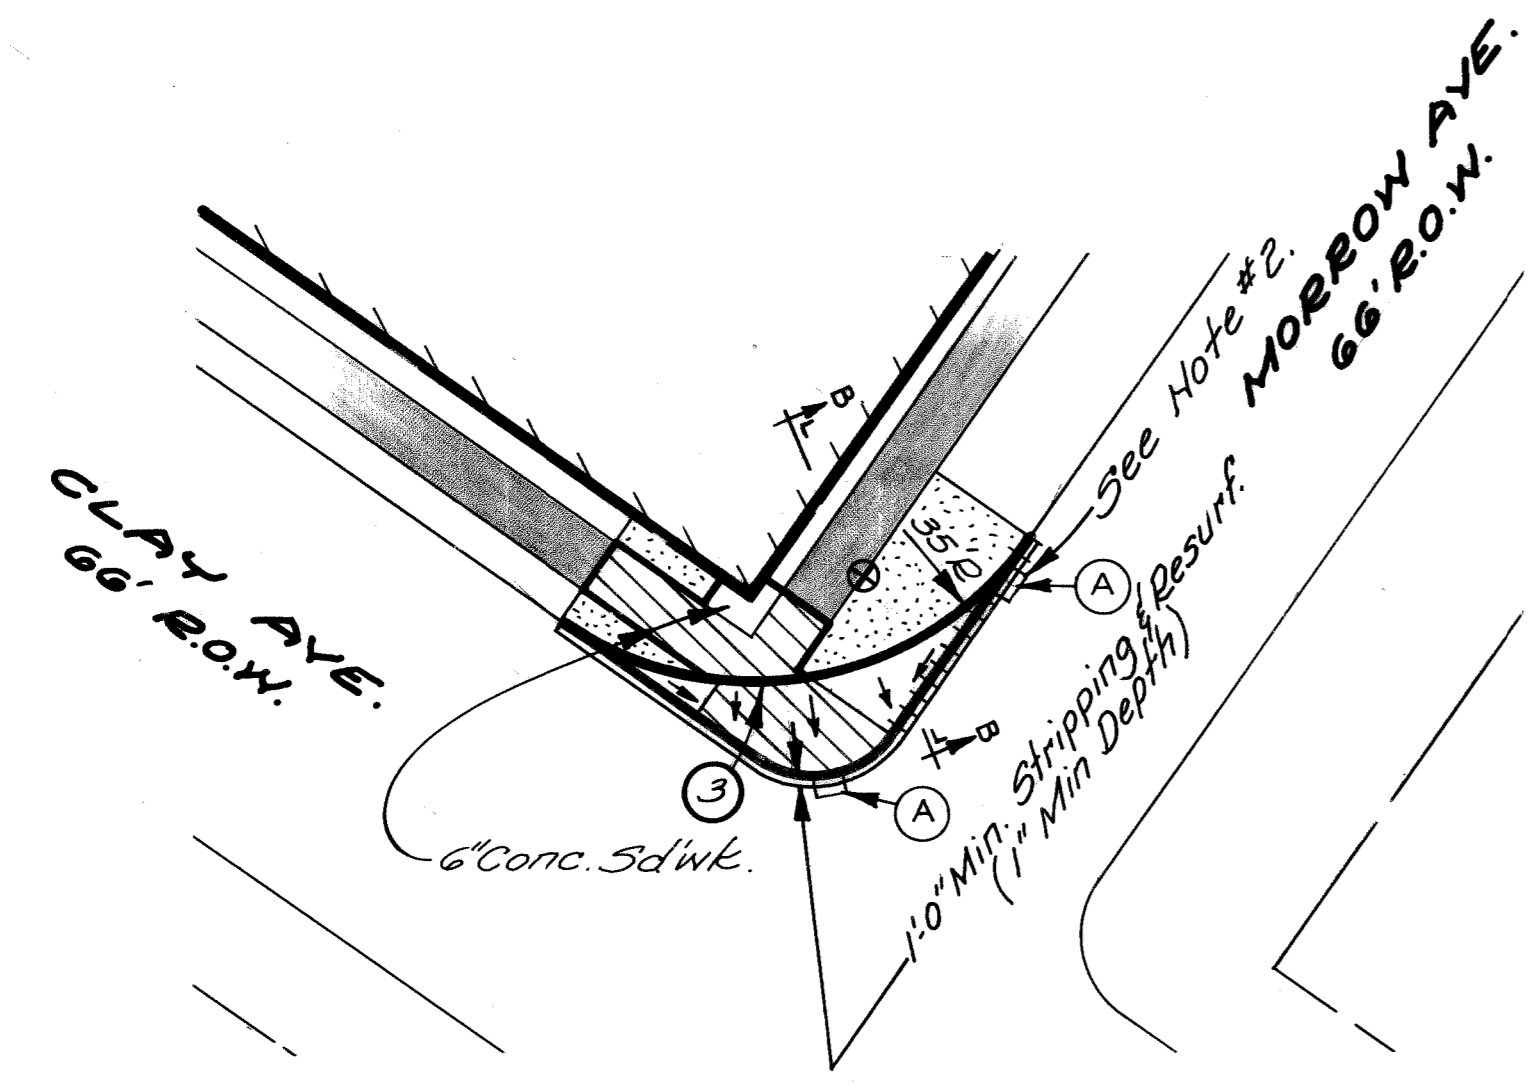 MORROW AVE.
66' R.O.W.
See Note #2.
B
CLAY AVE.
66' R.O.W.
35'R
A
1'-0" Min. Stripping & Resurf.
(1" Min Depth)
B
3
A
6" Conc. Sd'wk.